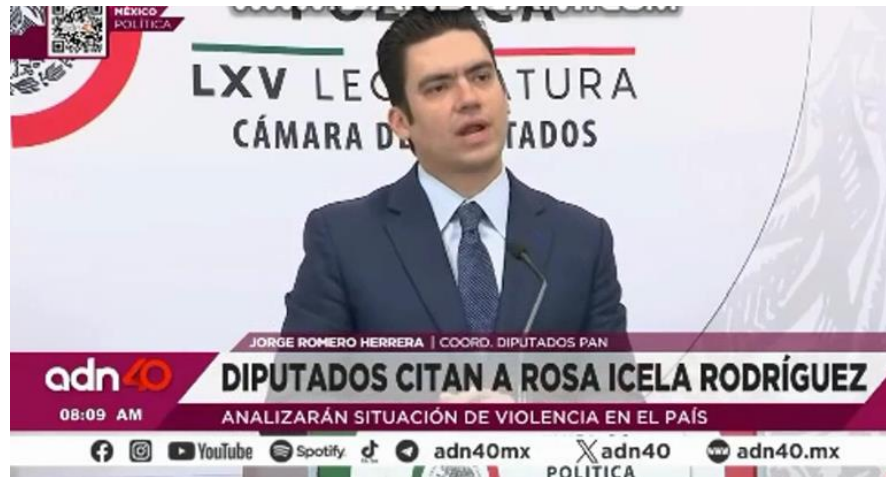 MÉXICO
POLÍTICA
LXV LEG TURA
CÁMARA DE TADOS
JORGE ROMERO HERRERA | COORD. DIPUTADOS PAN
adn40
DIPUTADOS CITAN A ROSA ICELA RODRÍGUEZ
08:09 AM
ANALIZARÁN SITUACIÓN DE VIOLENCIA EN EL PAÍS
YouTube Spotify adn40mx adn40 adn40.mx
POLÍTICA